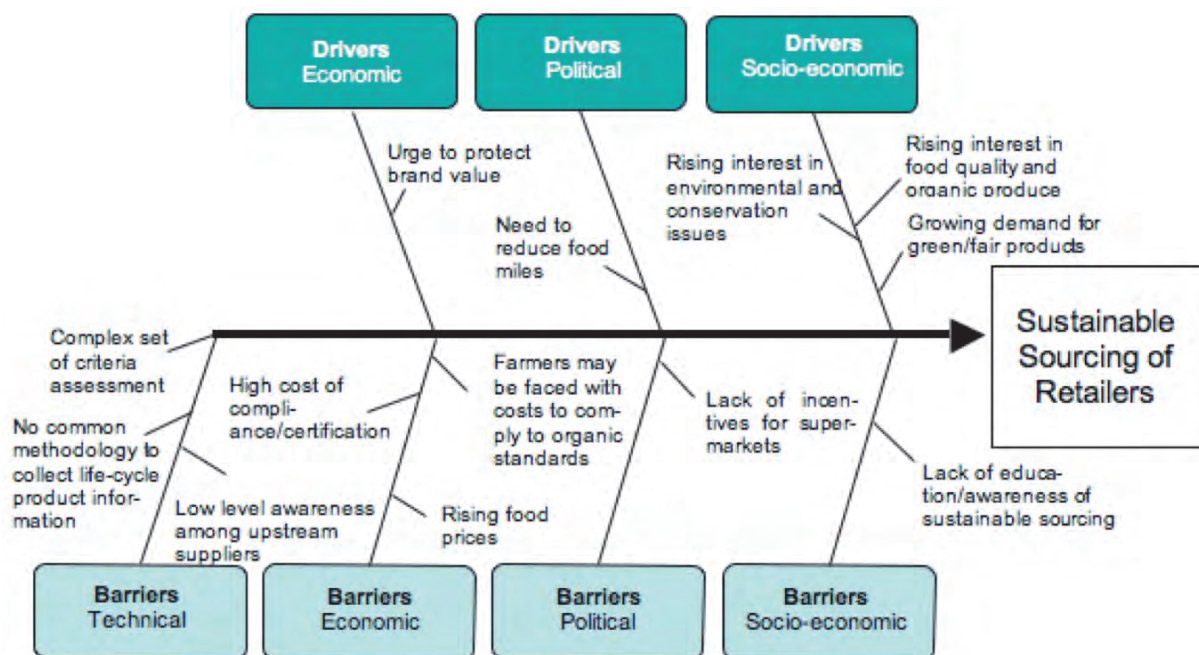 Drivers
Economic
Drivers
Political
Drivers
Socio-economic
Urge to protect
brand value
Need to
reduce food
miles
Rising interest in
environmental and
conservation
issues
Rising interest in
food quality and
organic produce
Growing demand for
green/fair products
Sustainable
Sourcing of
Retailers
Complex set
of criteria
assessment
No common
methodology to
collect life-cycle
product infor-
mation
Low level awareness
among upstream
suppliers
High cost of
compli-
ance/certification
Farmers may
be faced with
costs to com-
ply to organic
standards
Rising food
prices
Lack of incen-
tives for super-
markets
Lack of educa-
tion/awareness of
sustainable sourcing
Barriers
Technical
Barriers
Economic
Barriers
Political
Barriers
Socio-economic